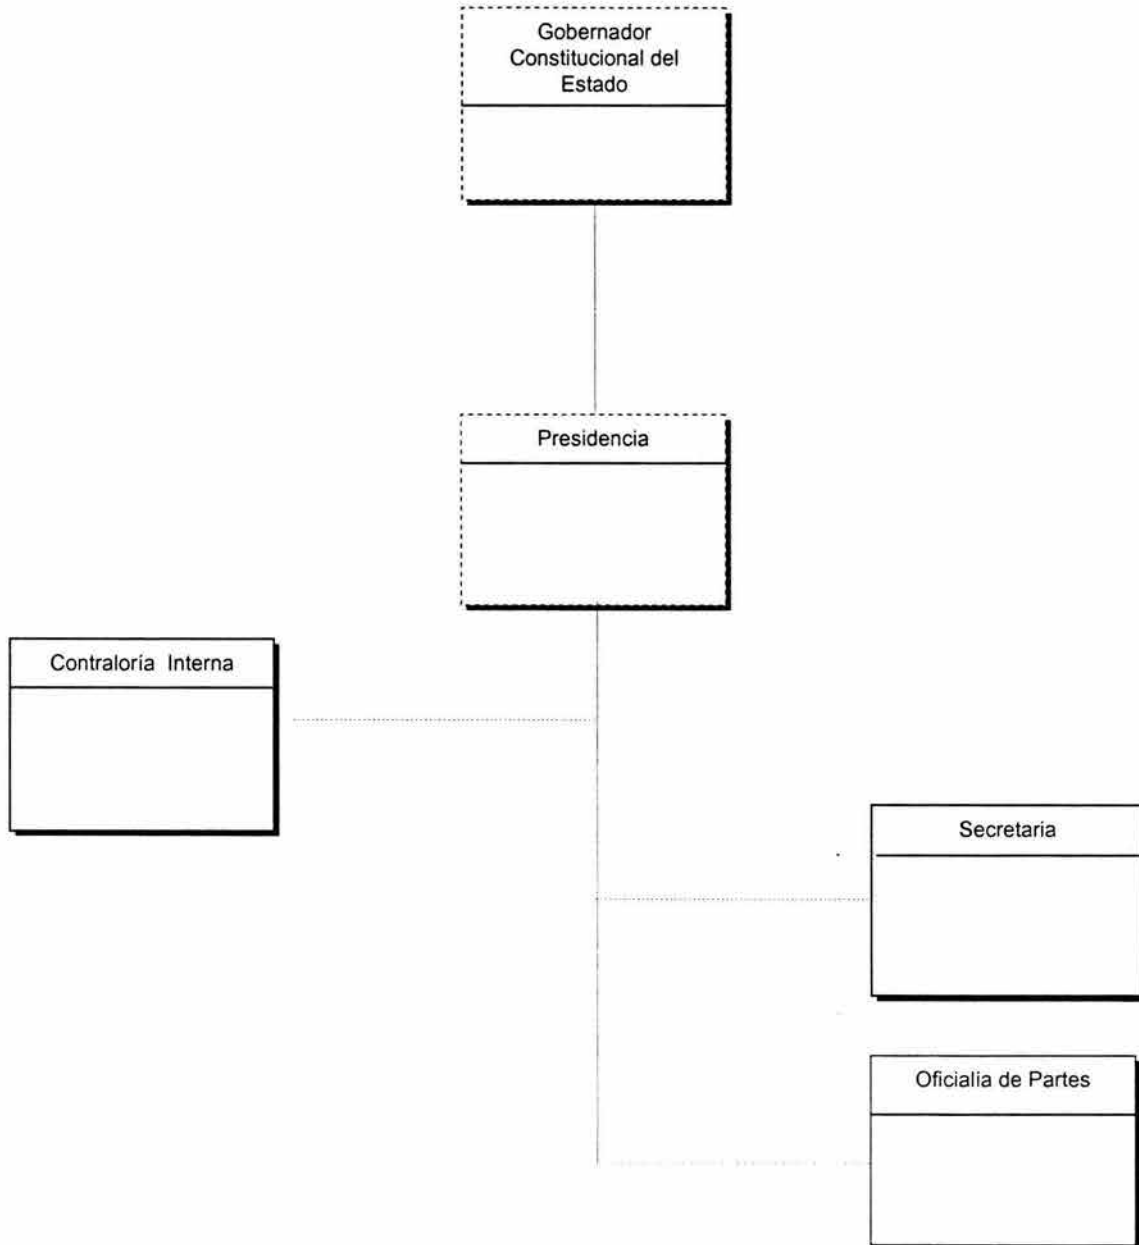 Gobernador
Constitucional del
Estado
Presidencia
Contraloría Interna
Secretaria
Oficialia de Partes